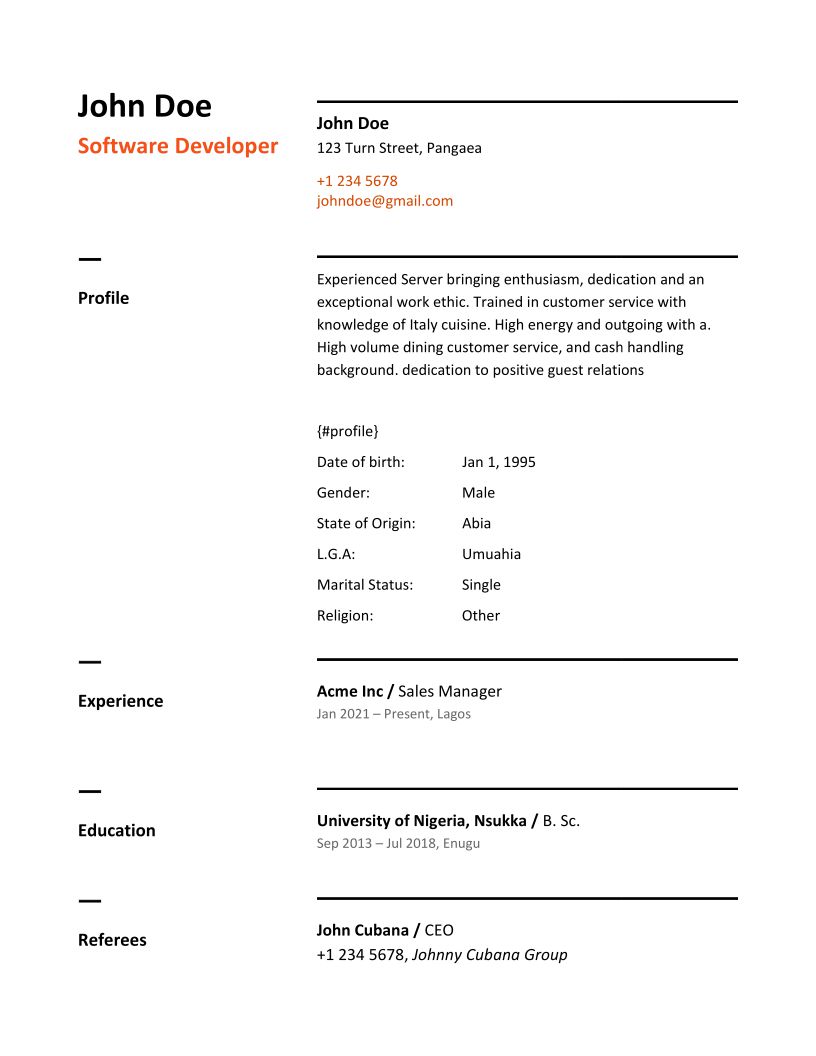 John Doe
Software Developer
John Doe
123 Turn Street, Pangaea
+1 234 5678
johndoe@gmail.com
Profile
Experienced Server bringing enthusiasm, dedication and an
exceptional work ethic. Trained in customer service with
knowledge of Italy cuisine. High energy and outgoing with a.
High volume dining customer service, and cash handling
background. dedication to positive guest relations
{#profile}
Date of birth: Jan 1, 1995
Gender: Male
State of Origin: Abia
L.G.A: Umuahia
Marital Status: Single
Religion: Other
Experience
Acme Inc / Sales Manager
Jan 2021 – Present, Lagos
Education
University of Nigeria, Nsukka / B. Sc.
Sep 2013 – Jul 2018, Enugu
Referees
John Cubana / CEO
+1 234 5678, Johnny Cubana Group